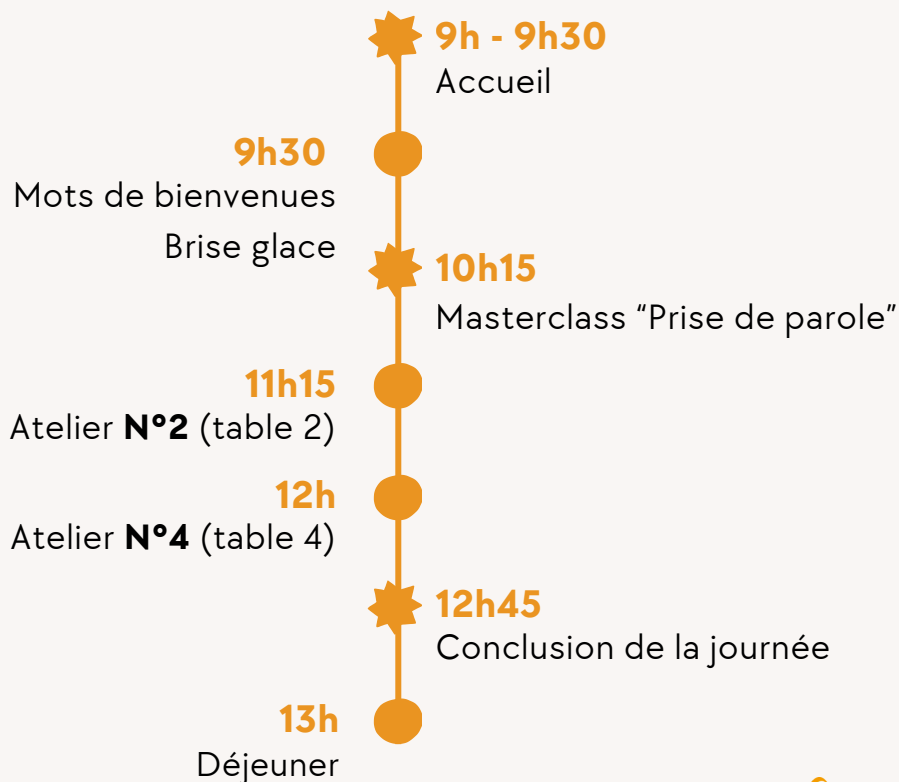 9h - 9h30
Accueil
9h30
Mots de bienvenues
Brise glace
10h15
Masterclass “Prise de parole”
11h15
Atelier N°2 (table 2)
12h
Atelier N°4 (table 4)
12h45
Conclusion de la journée
13h
Déjeuner